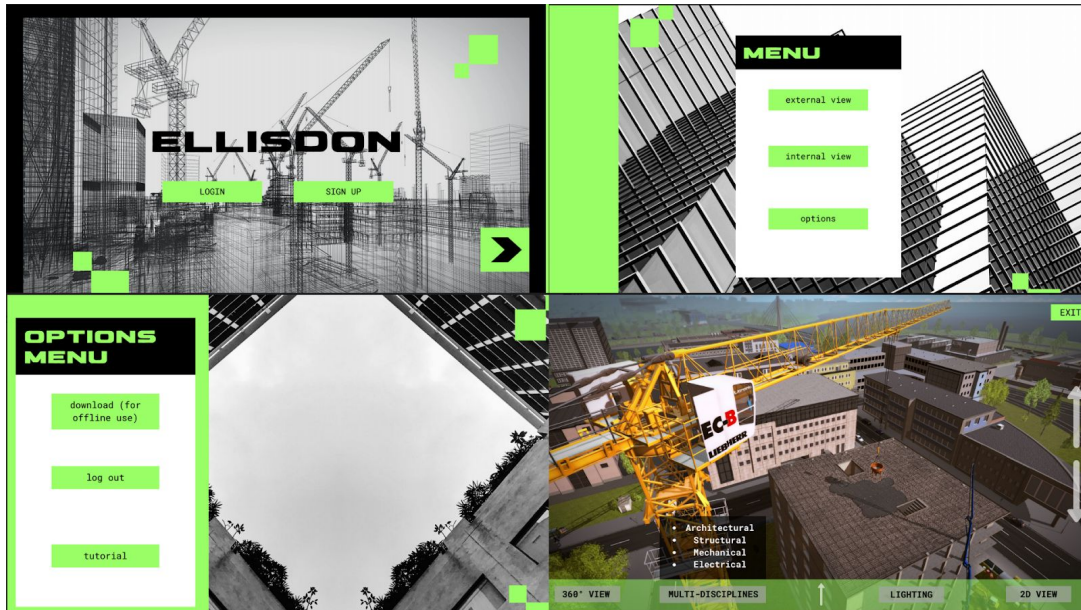 ELLISDON
LOGIN
SIGN UP
MENU
external view
internal view
options
OPTIONS
MENU
download (for
offline use)
log out
tutorial
EXIT
EC-B
LIEBHERR
• Architectural
• Structural
• Mechanical
• Electrical
360° VIEW
MULTI-DISCIPLINES
LIGHTING
2D VIEW